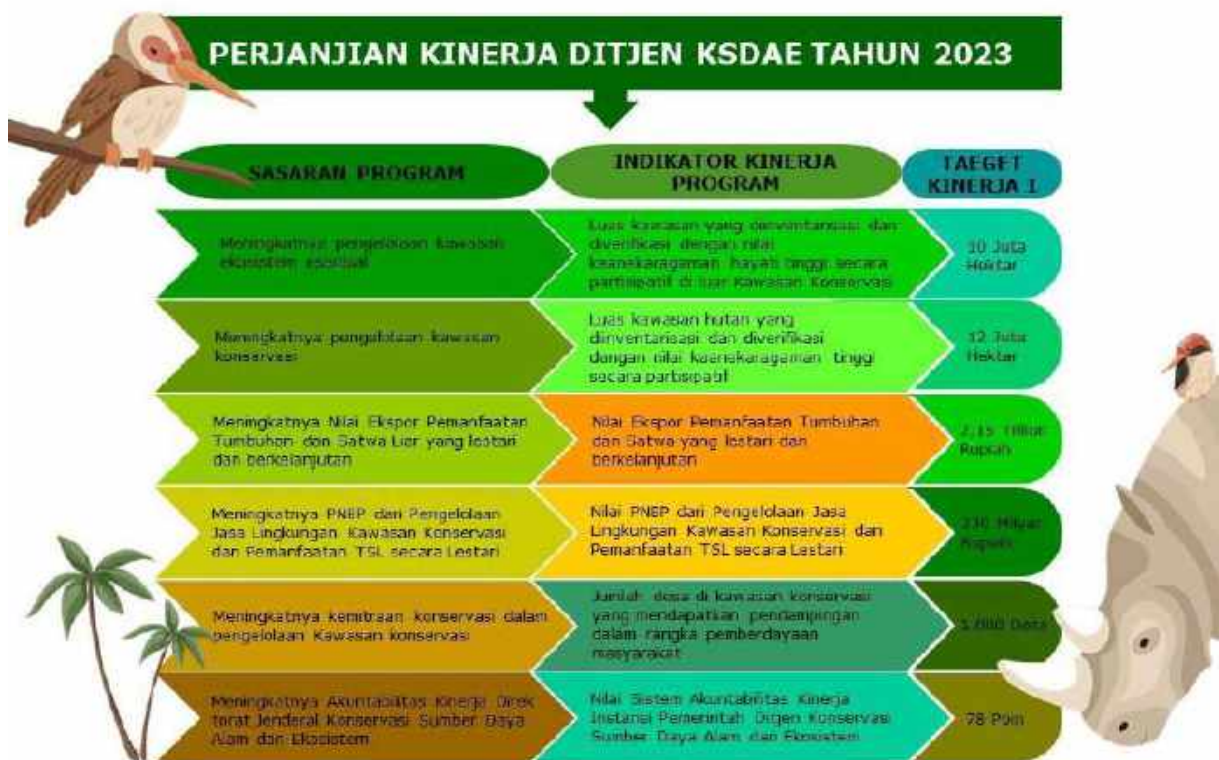 PERJANJIAN KINERJA DITJEN KSDAE TAHUN 2023
SASARAN PROGRAM
INDIKATOR KINERJA
PROGRAM
TAEGET
KINERJA I
Meningkatnya pengelolaan kawasan
ekosistem esensial
Luas kawasan yang diinventarisasi dan
diverifikasi dengan nilai
keanekaragaman hayati tinggi secara
partisipatif di luar Kawasan Konservasi
10 Juta
Hektar
Meningkatnya pengelolaan kawasan
konservasi
Luas kawasan hutan yang
diinventarisasi dan diverifikasi
dengan nilai keanekaragaman tinggi
secara partisipatif
12 Juta
Hektar
Meningkatnya Nilai Ekspor Pemanfaatan
Tumbuhan dan Satwa Liar yang lestari
dan berkelanjutan
Nilai Ekspor Pemanfaatan Tumbuhan
dan Satwa yang lestari dan
berkelanjutan
Rupiah
Meningkatnya PNBP dari Pengelolaan
Jasa Lingkungan Kawasan Konservasi
dan Pemanfaatan TSL secara Lestari
Nilai PNBP dari Pengelolaan Jasa
Lingkungan Kawasan Konservasi dan
Pemanfaatan TSL secara Lestari
Milyar
Rupiah
Meningkatnya kemitraan konservasi dalam
pengelolaan Kawasan konservasi
Jumlah desa di kawasan konservasi
yang mendapatkan pendampingan
dalam rangka pemberdayaan
masyarakat
Meningkatnya Akuntabilitas Kinerja Direk
torat Jenderal Konservasi Sumber Daya
Alam dan Ekosistem
Nilai Sistem Akuntabilitas Kinerja
Instansi Pemerintah Ditjen Konservasi
Sumber Daya Alam dan Ekosistem
78 Poin